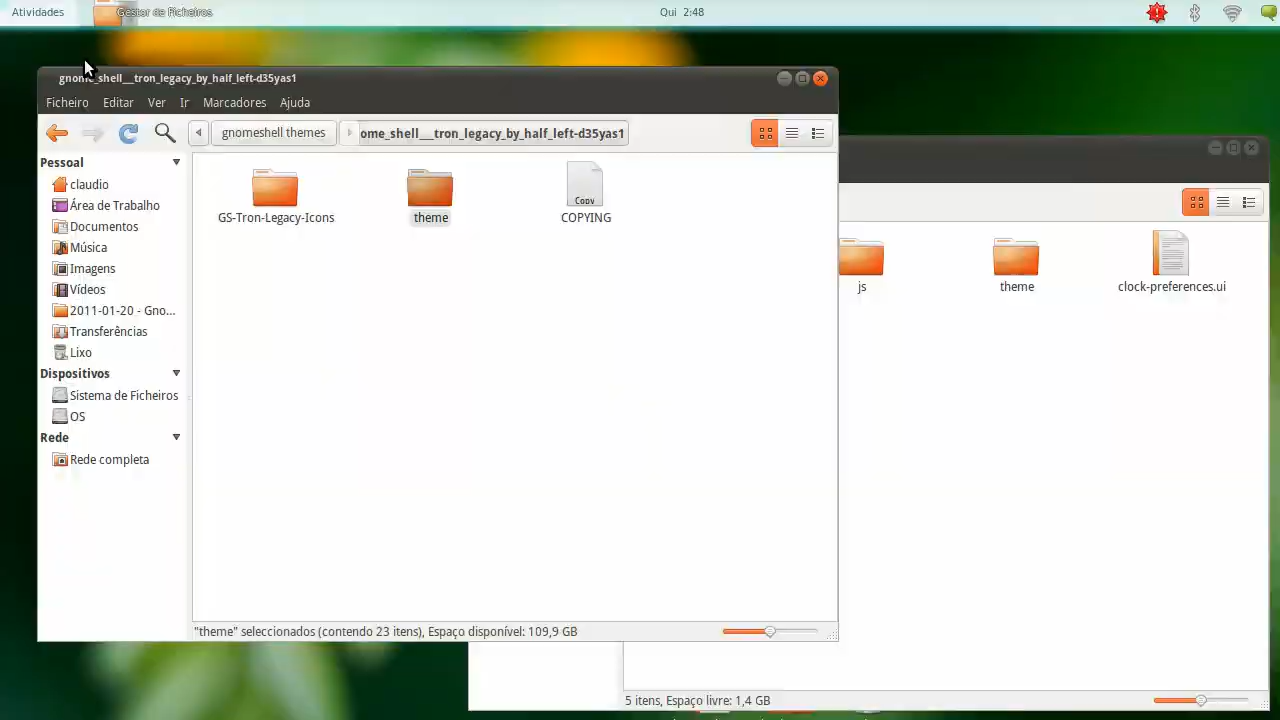 Atividades
Gestor de Ficheiros
Qui 2:48
gnome_shell__tron_legacy_by_half_left-d35yas1
Ficheiro Editar Ver Ir Marcadores Ajuda
gnomeshell themes
ome_shell__tron_legacy_by_half_left-d35yas1
Pessoal
claudio
Área de Trabalho
Documentos
Música
Imagens
Vídeos
2011-01-20 - Gno...
Transferências
Lixo
Dispositivos
Sistema de Ficheiros
OS
Rede
Rede completa
GS-Tron-Legacy-Icons
theme
Copy
COPYING
"theme" seleccionados (contendo 23 itens), Espaço disponível: 109,9 GB
js
theme
clock-preferences.ui
5 itens, Espaço livre: 1,4 GB